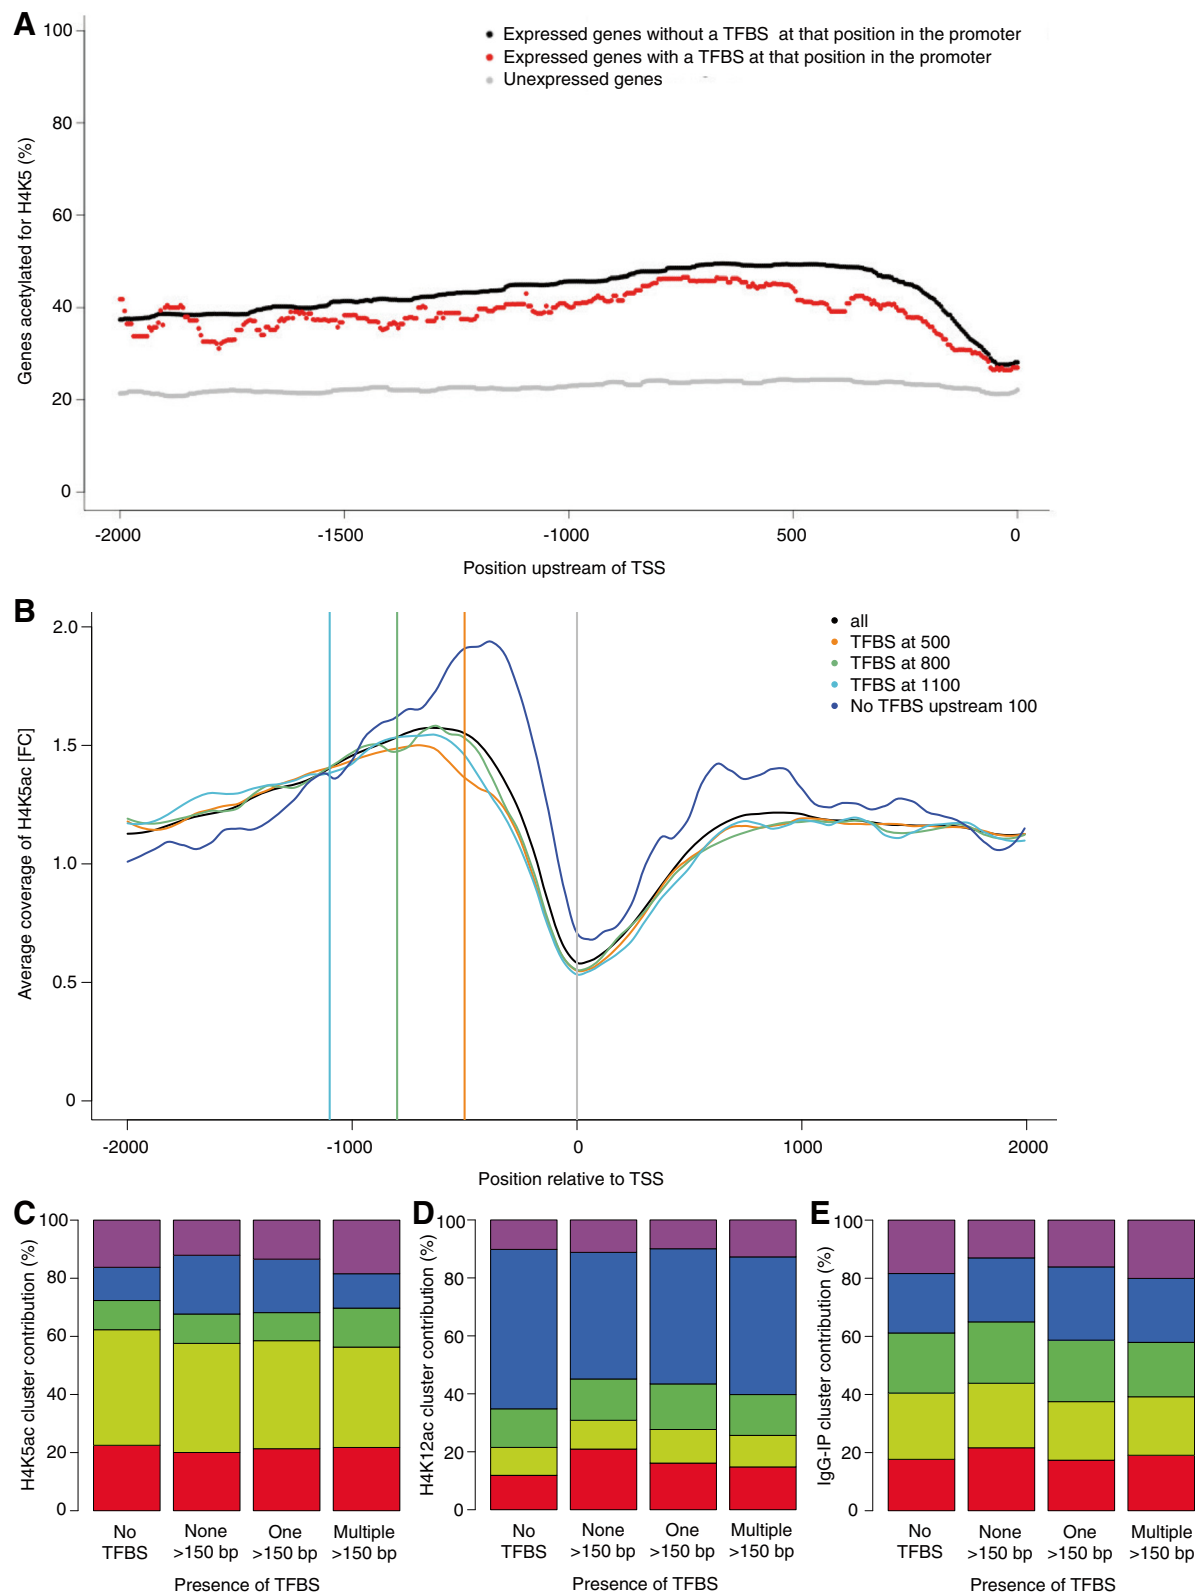 A
100
80
60
40
20
0
Genes acetylated for H4K5 (%)
Expressed genes without a TFBS at that position in the promoter
Expressed genes with a TFBS at that position in the promoter
Unexpressed genes
-2000 -1500 -1000 500 0
Position upstream of TSS
B
2.0
1.5
1.0
0.5
0
Average coverage of H4K5ac [FC]
all
TFBS at 500
TFBS at 800
TFBS at 1100
No TFBS upstream 100
-2000 -1000 0 1000 2000
Position relative to TSS
C
100
80
60
40
20
0
H4K5ac cluster contribution (%)
No TFBS
None >150 bp
One >150 bp
Multiple >150 bp
Presence of TFBS
D
100
80
60
40
20
0
H4K12ac cluster contribution (%)
No TFBS
None >150 bp
One >150 bp
Multiple >150 bp
Presence of TFBS
E
100
80
60
40
20
0
IgG-IP cluster contribution (%)
No TFBS
None >150 bp
One >150 bp
Multiple >150 bp
Presence of TFBS